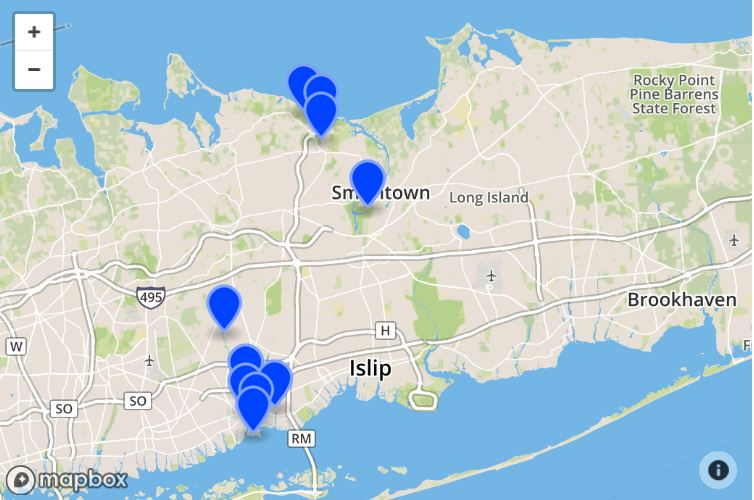 +
−
Rocky Point
Pine Barrens
State Forest
Long Island
495
Brookhaven
W
H
Islip
SO
SO
RM
mapbox
i